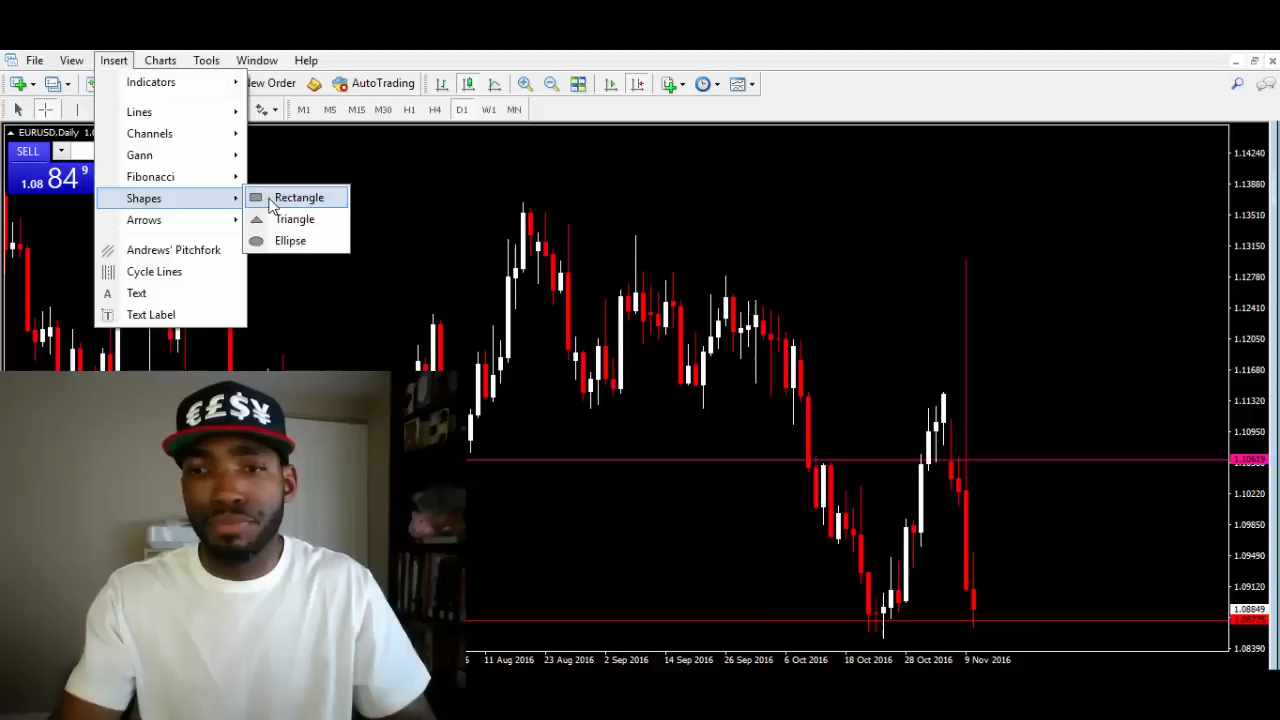 File View Insert Charts Tools Window Help
Indicators
New Order AutoTrading
Lines
M1 M5 M15 M30 H1 H4 D1 W1 MN
Channels
EURUSD,Daily
SELL
Gann
1.08 84 9
Fibonacci
Shapes
Rectangle
Arrows
Triangle
Ellipse
Andrews' Pitchfork
Cycle Lines
A Text
T Text Label
1.14240
1.13880
1.13510
1.13150
1.12780
1.12410
1.12050
1.11680
1.11320
1.10950
1.10619
1.10220
1.09850
1.09490
1.09120
1.08849
1.08390
€£$¥
11 Aug 2016 23 Aug 2016 2 Sep 2016 14 Sep 2016 26 Sep 2016 6 Oct 2016 18 Oct 2016 28 Oct 2016 9 Nov 2016